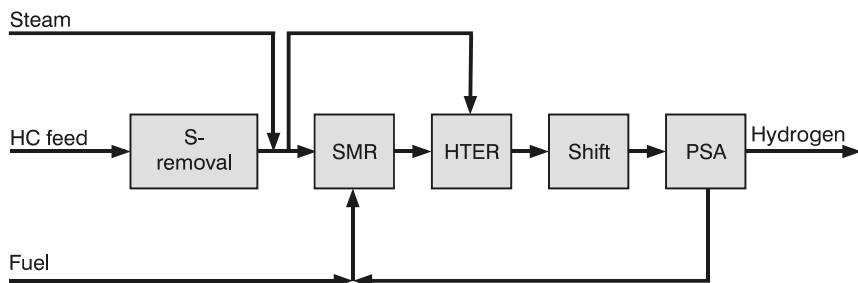 Steam
HC feed
S-
removal
SMR
HTER
Shift
PSA
Hydrogen
Fuel